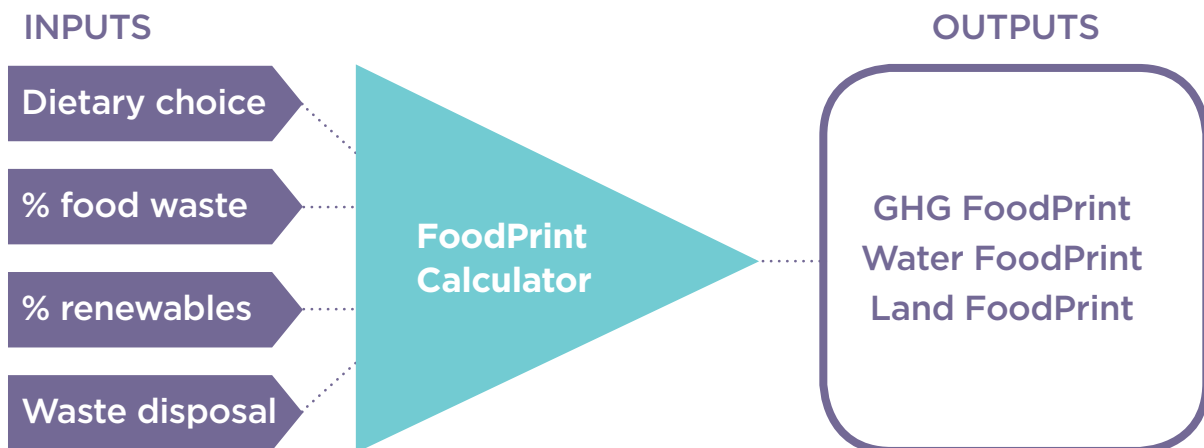 INPUTS
Dietary choice
% food waste
% renewables
Waste disposal
FoodPrint
Calculator
OUTPUTS
GHG FoodPrint
Water FoodPrint
Land FoodPrint